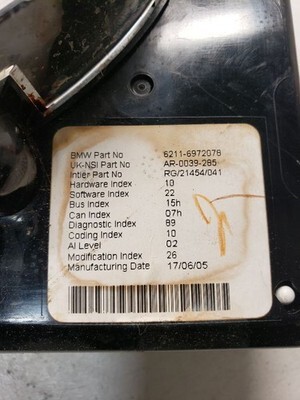 BMW Part No 6211-6972078
UK-NSI Part No AR-0039-285
Intier Part No RG/21454/041
Hardware Index 10
Software Index 22
Bus Index 15h
Can Index 07h
Diagnostic Index 89
Coding Index 10
AI Level 02
Modification Index 26
Manufacturing Date 17/06/05